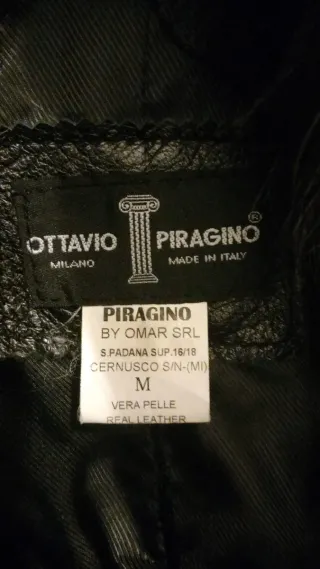 OTTAVIO PIRAGINO®
MILANO MADE IN ITALY
PIRAGINO
BY OMAR SRL
S.PADANA SUP.16/18
CERNUSCO S/N-(MI)
M
VERA PELLE
REAL LEATHER